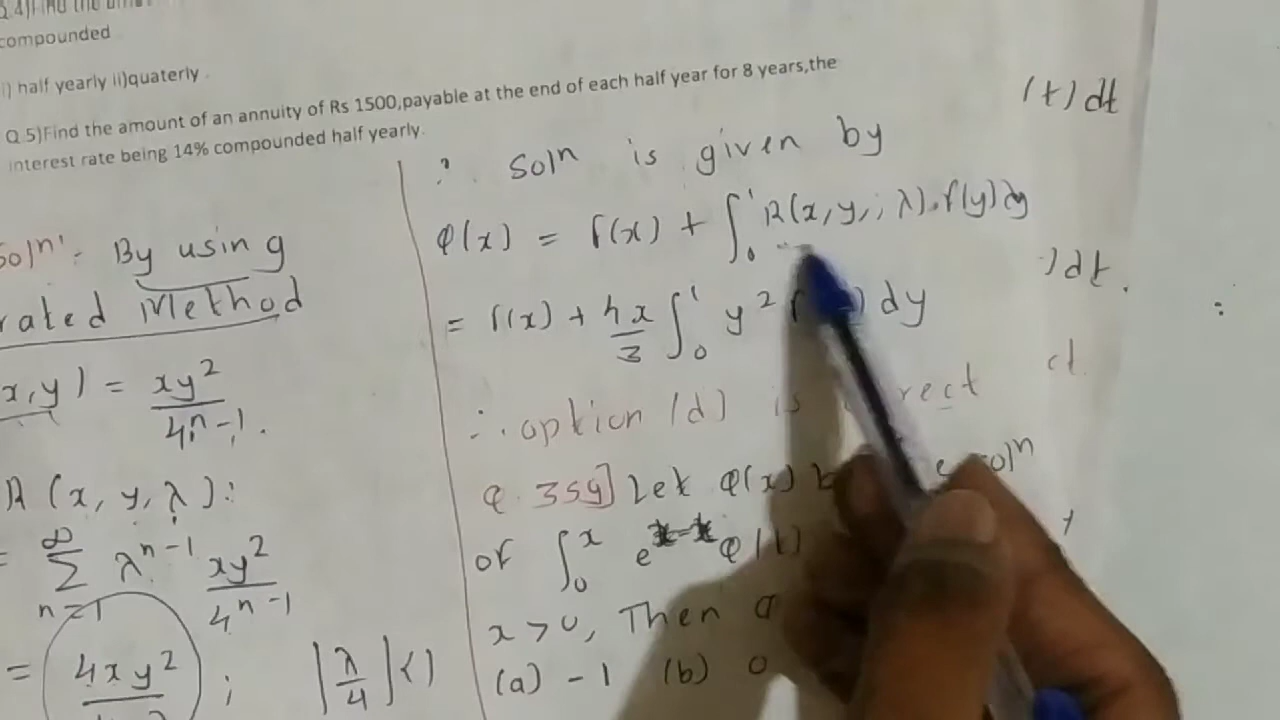 compounded
i) half yearly ii)quaterly
Q.5)Find the amount of an annuity of Rs 1500,payable at the end of each half year for 8 years,the
interest rate being 14% compounded half yearly.
Soln:- By using g
rated Method
x,y) = xy²/4ⁿ⁻¹.
R(x, y, λ):
= ∞ Σ n=1 λⁿ⁻¹ xy²/4ⁿ⁻¹
= 4xy² ; |λ/4|<1
∴ Solⁿ is given by
φ(x) = f(x) + ∫₀¹ R(x,y,;λ).f(y)dy
= f(x) + 4x/3 ∫₀¹ y² dy
∴ option (d) is rect
Q.359] Let φ(x) b solⁿ
of ∫₀ˣ e φ(t)
x>0, Then
(a) -1 (b) 0
(t)dt
)dt.